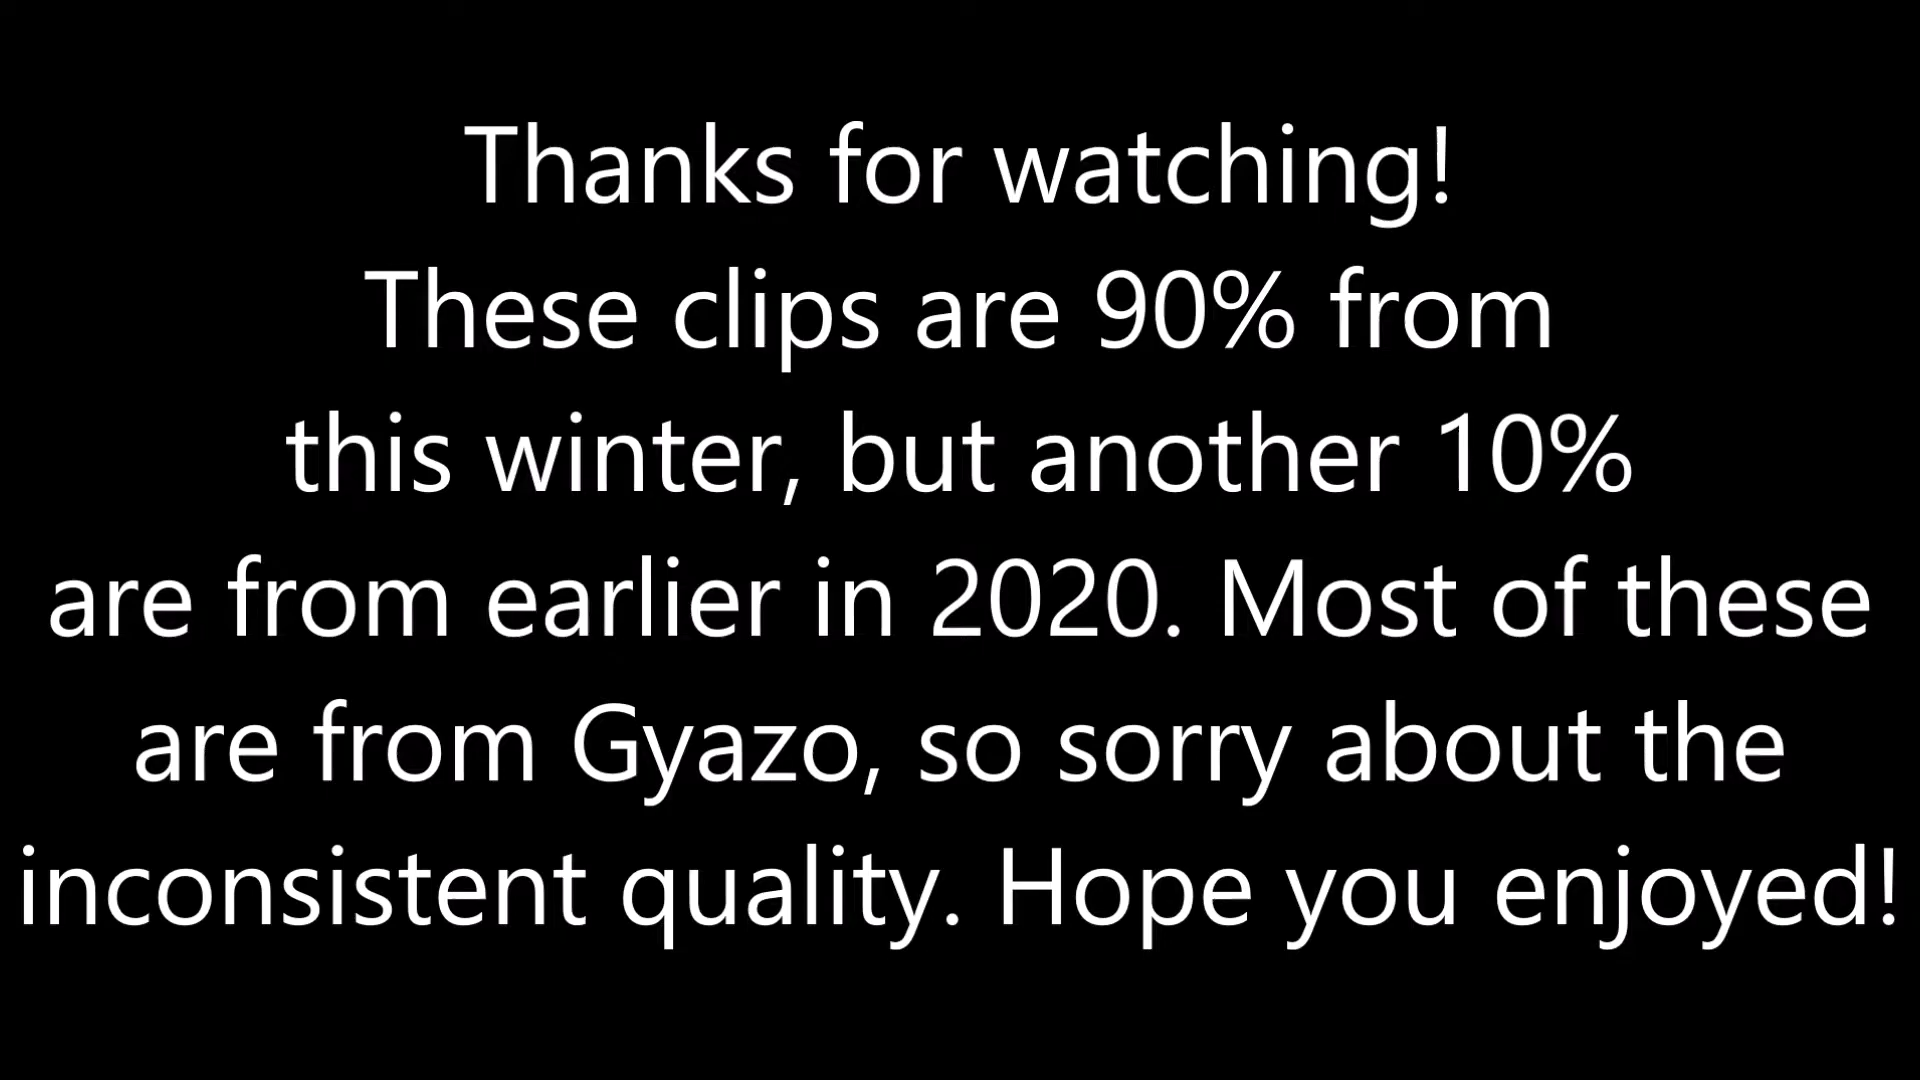 Thanks for watching!
These clips are 90% from
this winter, but another 10%
are from earlier in 2020. Most of these
are from Gyazo, so sorry about the
inconsistent quality. Hope you enjoyed!